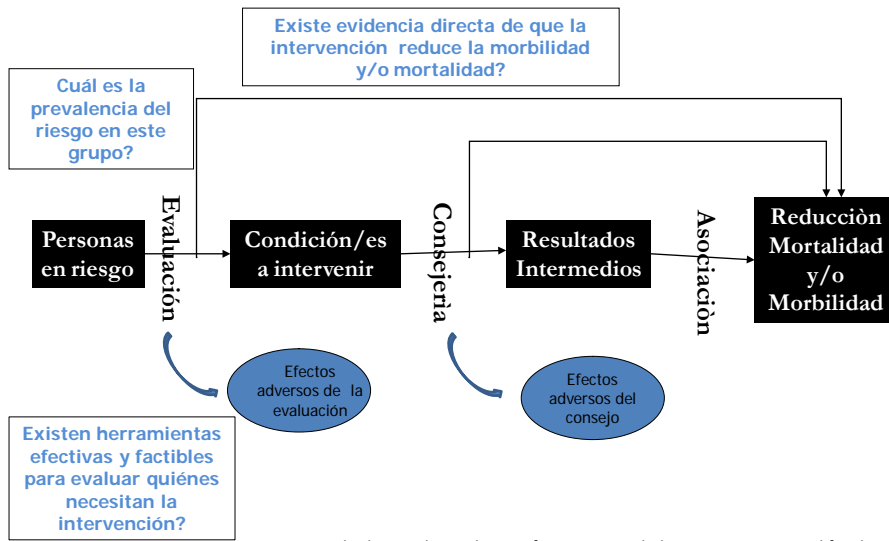 Existe evidencia directa de que la
intervención reduce la morbilidad
y/o mortalidad?
Cuál es la
prevalencia del
riesgo en este
grupo?
Evaluación
Consejerìa
Asociaciòn
Personas
en riesgo
Condición/es
a intervenir
Resultados
Intermedios
Reducciòn
Mortalidad
y/o
Morbilidad
Efectos
adversos de la
evaluación
Efectos
adversos del
consejo
Existen herramientas
efectivas y factibles
para evaluar quiénes
necesitan la
intervención?